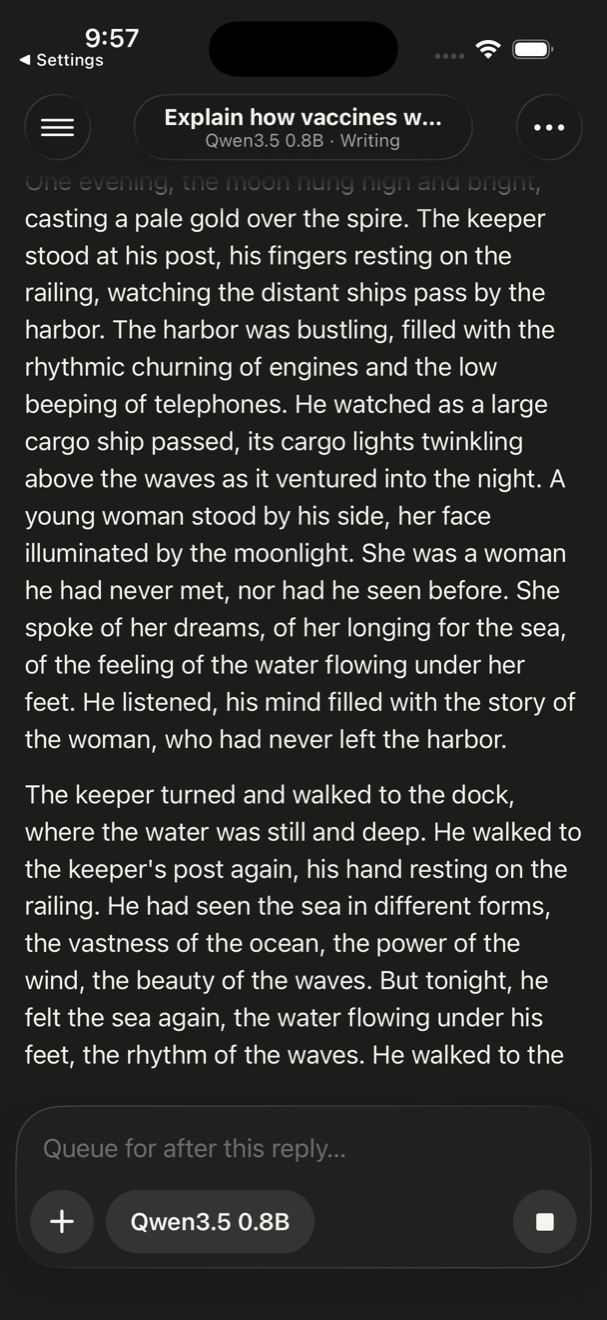 9:57
◀ Settings
Explain how vaccines w...
Qwen3.5 0.8B · Writing
One evening, the moon hung high and bright,
casting a pale gold over the spire. The keeper
stood at his post, his fingers resting on the
railing, watching the distant ships pass by the
harbor. The harbor was bustling, filled with the
rhythmic churning of engines and the low
beeping of telephones. He watched as a large
cargo ship passed, its cargo lights twinkling
above the waves as it ventured into the night. A
young woman stood by his side, her face
illuminated by the moonlight. She was a woman
he had never met, nor had he seen before. She
spoke of her dreams, of her longing for the sea,
of the feeling of the water flowing under her
feet. He listened, his mind filled with the story of
the woman, who had never left the harbor.
The keeper turned and walked to the dock,
where the water was still and deep. He walked to
the keeper's post again, his hand resting on the
railing. He had seen the sea in different forms,
the vastness of the ocean, the power of the
wind, the beauty of the waves. But tonight, he
felt the sea again, the water flowing under his
feet, the rhythm of the waves. He walked to the
Queue for after this reply...
Qwen3.5 0.8B